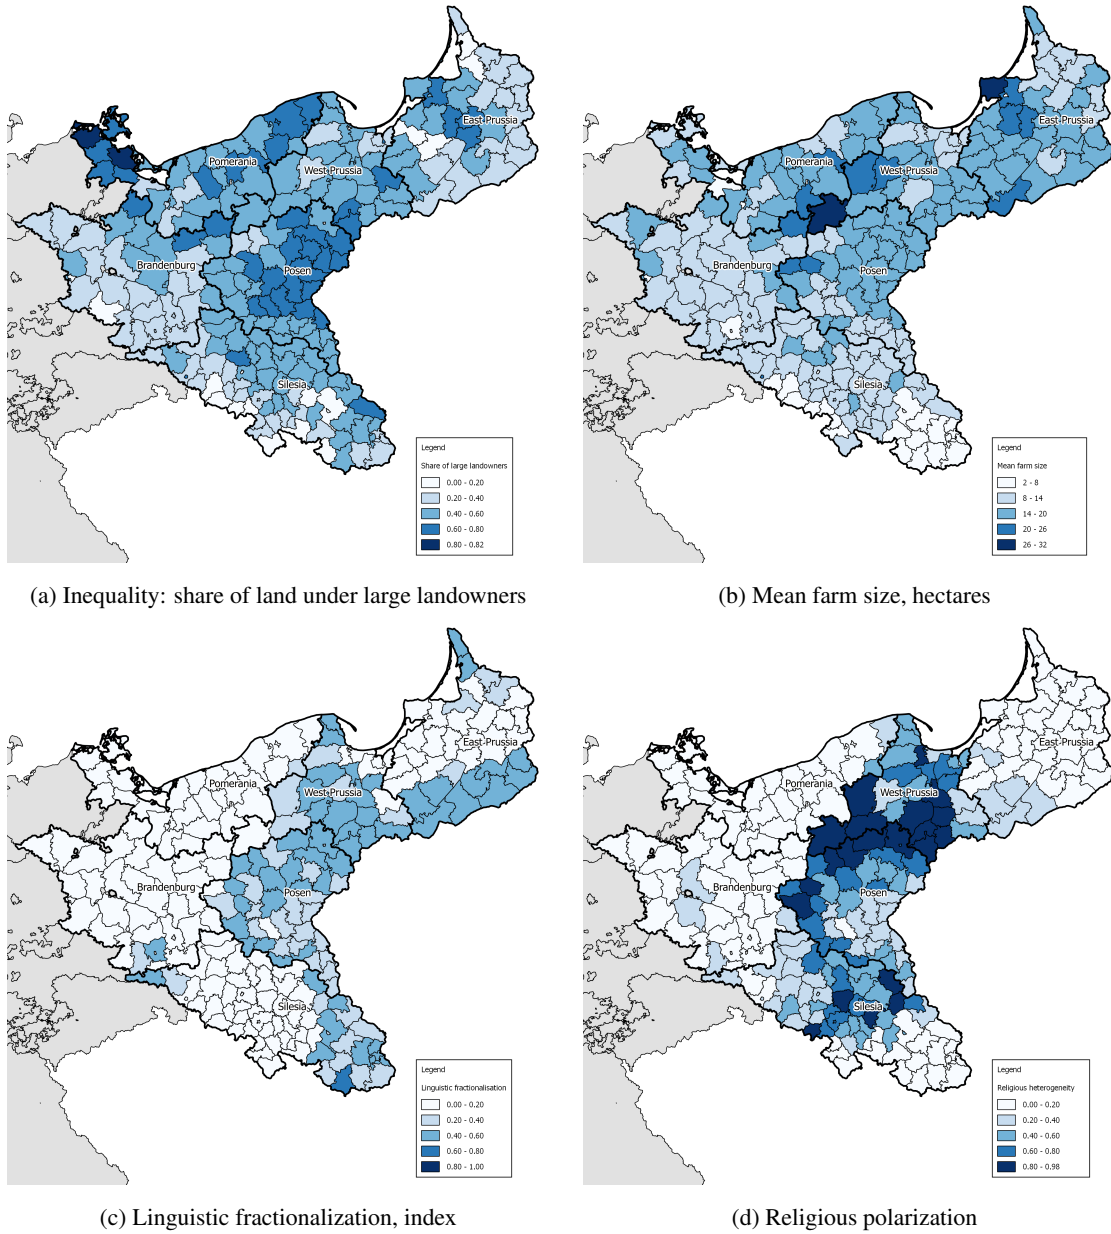 East Prussia
Pomerania
West Prussia
Brandenburg
Posen
Silesia
Legend
Share of large landowners
0.00 - 0.20
0.20 - 0.40
0.40 - 0.60
0.60 - 0.80
0.80 - 0.82
(a) Inequality: share of land under large landowners
East Prussia
Pomerania
West Prussia
Brandenburg
Posen
Silesia
Legend
Mean farm size
2 - 8
8 - 14
14 - 20
20 - 26
26 - 32
(b) Mean farm size, hectares
East Prussia
Pomerania
West Prussia
Brandenburg
Posen
Silesia
Legend
Linguistic fractionalisation
0.00 - 0.20
0.20 - 0.40
0.40 - 0.60
0.60 - 0.80
0.80 - 1.00
(c) Linguistic fractionalization, index
East Prussia
Pomerania
West Prussia
Brandenburg
Posen
Silesia
Legend
Religious heterogeneity
0.00 - 0.20
0.20 - 0.40
0.40 - 0.60
0.60 - 0.80
0.80 - 0.98
(d) Religious polarization